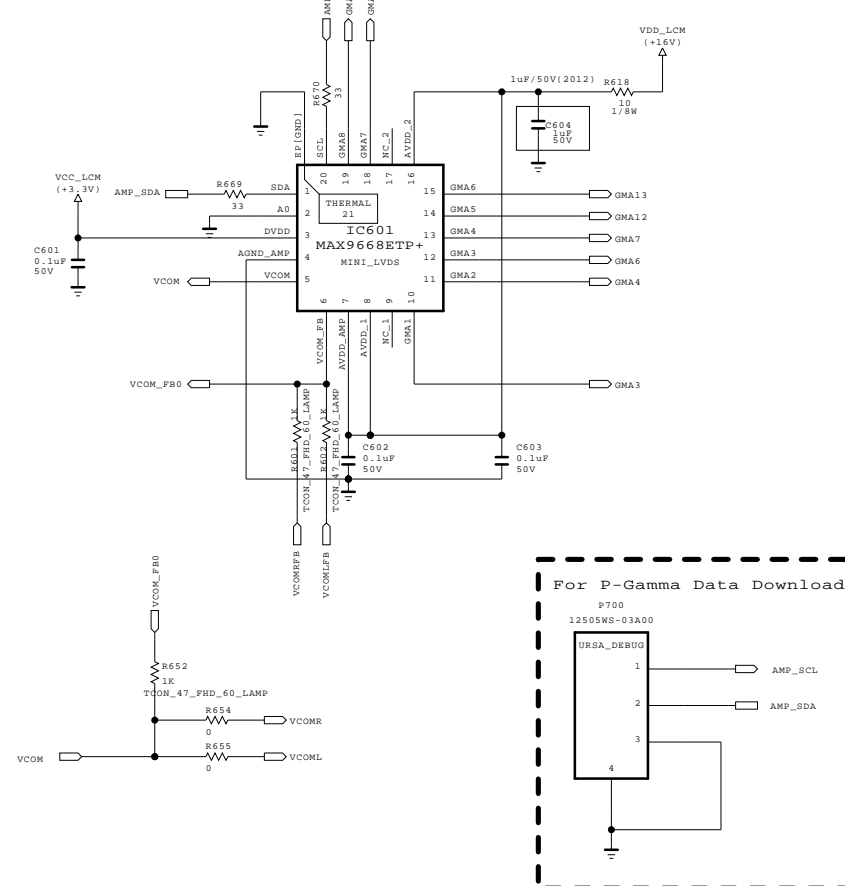 AM
GMA
GMA
VDD_LCM
(+16V)
1uF/50V(2012)
R618
10
1/8W
C604
1uF
50V
R670
33
EP[GND]
SCL
GMA8
GMA7
NC_2
AVDD_2
20
19
18
17
16
VCC_LCM
(+3.3V)
AMP_SDA
R669
33
SDA
A0
DVDD
AGND_AMP
VCOM
1
2
3
4
5
THERMAL
21
IC601
MAX9668ETP+
MINI_LVDS
15
14
13
12
11
GMA6
GMA5
GMA4
GMA3
GMA2
GMA13
GMA12
GMA7
GMA6
GMA4
C601
0.1uF
50V
VCOM
6
7
8
9
10
VCOM_FB
AVDD_AMP
AVDD_1
NC_1
GMA1
VCOM_FB0
GMA3
R601
1K
TCON_47_FHD_60_LAMP
R602
1K
TCON_47_FHD_60_LAMP
C602
0.1uF
50V
C603
0.1uF
50V
VCOMRFB
VCOMLFB
VCOM_FB0
R652
1K
TCON_47_FHD_60_LAMP
R654
0
VCOMR
R655
0
VCOML
VCOM
For P-Gamma Data Download
P700
12505WS-03A00
URSA_DEBUG
1
AMP_SCL
2
AMP_SDA
3
4